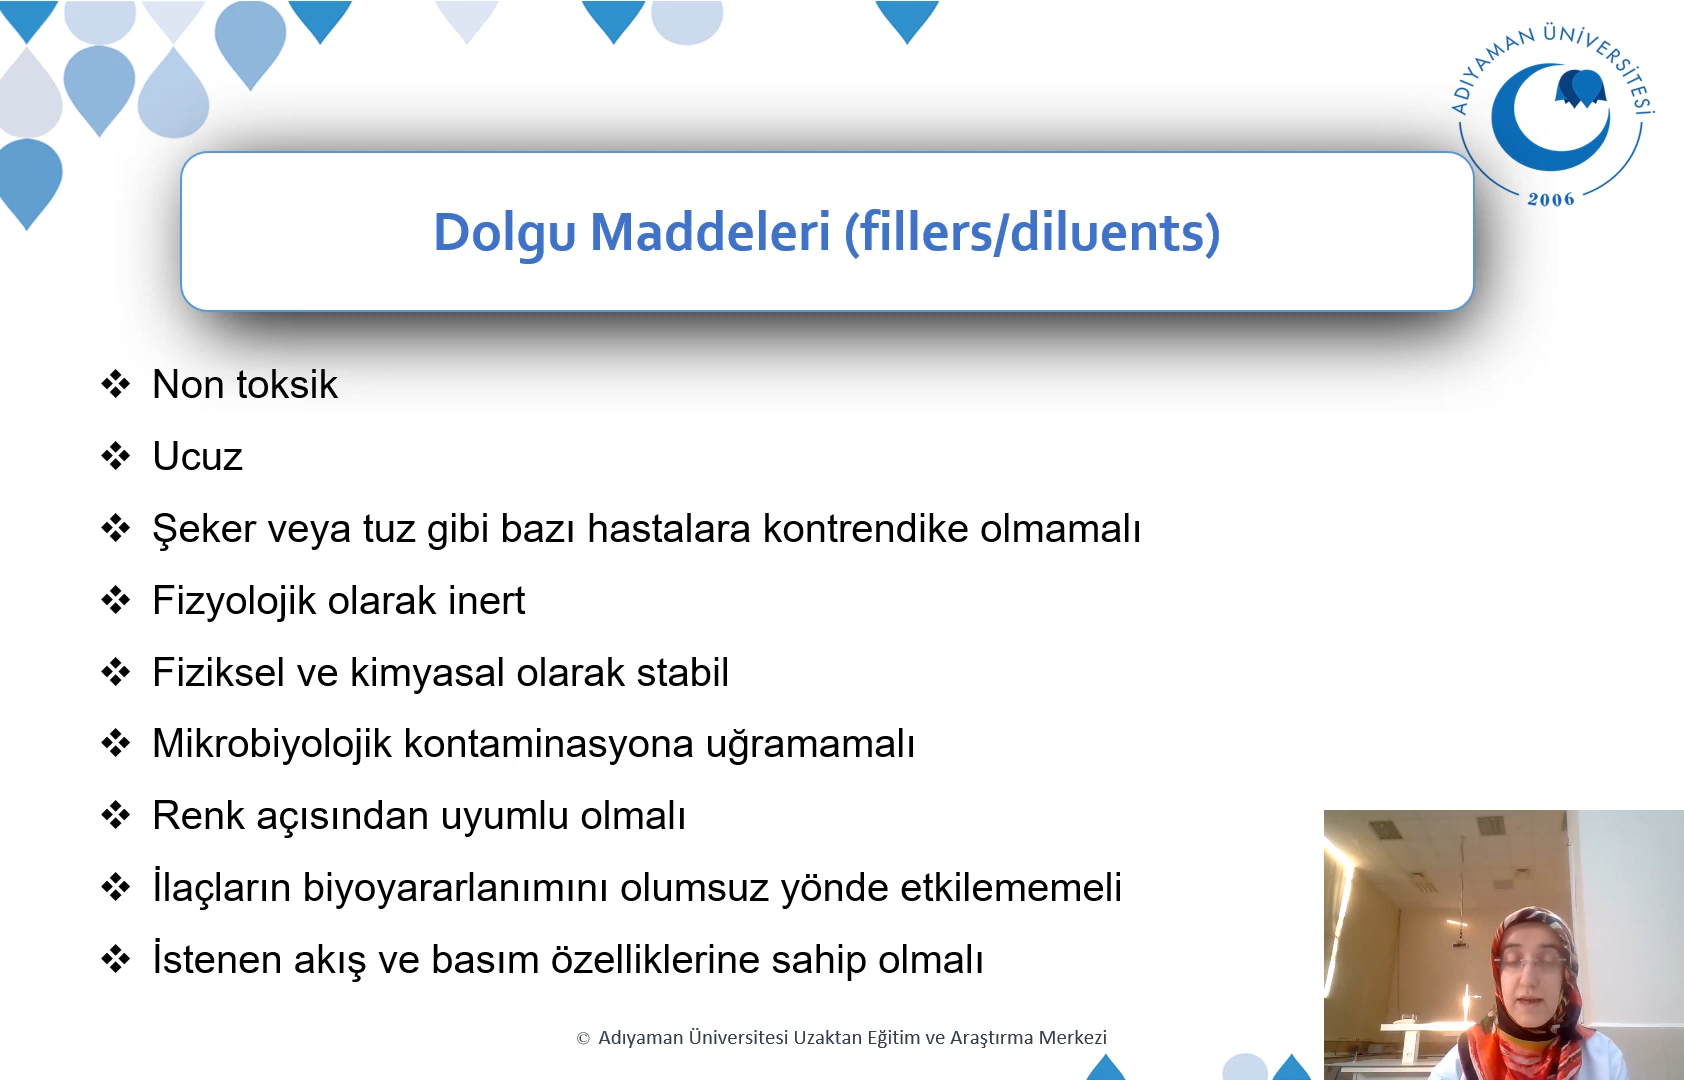 ADIYAMAN ÜNİVERSİTESİ
2006
Dolgu Maddeleri (fillers/diluents)
❖ Non toksik
❖ Ucuz
❖ Şeker veya tuz gibi bazı hastalara kontrendike olmamalı
❖ Fizyolojik olarak inert
❖ Fiziksel ve kimyasal olarak stabil
❖ Mikrobiyolojik kontaminasyona uğramamalı
❖ Renk açısından uyumlu olmalı
❖ İlaçların biyoyararlanımını olumsuz yönde etkilememeli
❖ İstenen akış ve basım özelliklerine sahip olmalı
© Adıyaman Üniversitesi Uzaktan Eğitim ve Araştırma Merkezi